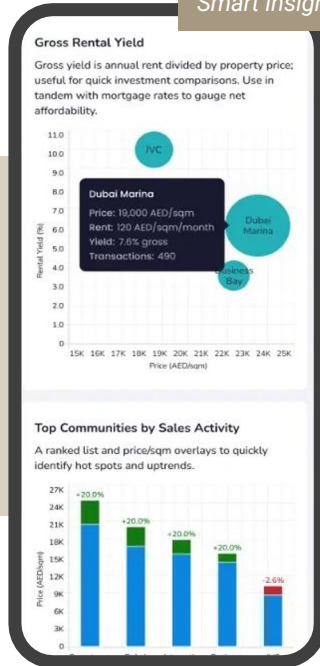 Smart Insigh
Gross Rental Yield
Gross yield is annual rent divided by property price;
useful for quick investment comparisons. Use in
tandem with mortgage rates to gauge net
affordability.
11.0
10.0
9.0
8.0
7.0
6.0
5.0
4.0
3.0
2.0
1.0
0
Rental Yield (%)
JVC
Dubai Marina
Price: 19,000 AED/sqm
Rent: 120 AED/sqm/month
Yield: 7.6% gross
Transactions: 490
Dubai
Marina
Business
Bay
15K 16K 17K 18K 19K 20K 21K 22K 23K 24K 25K
Price (AED/sqm)
Top Communities by Sales Activity
A ranked list and price/sqm overlays to quickly
identify hot spots and uptrends.
27K
24K
21K
18K
15K
12K
9K
6K
3K
0
Price (AED/sqm)
+20.0%
+20.0%
+20.0%
+20.0%
-2.6%